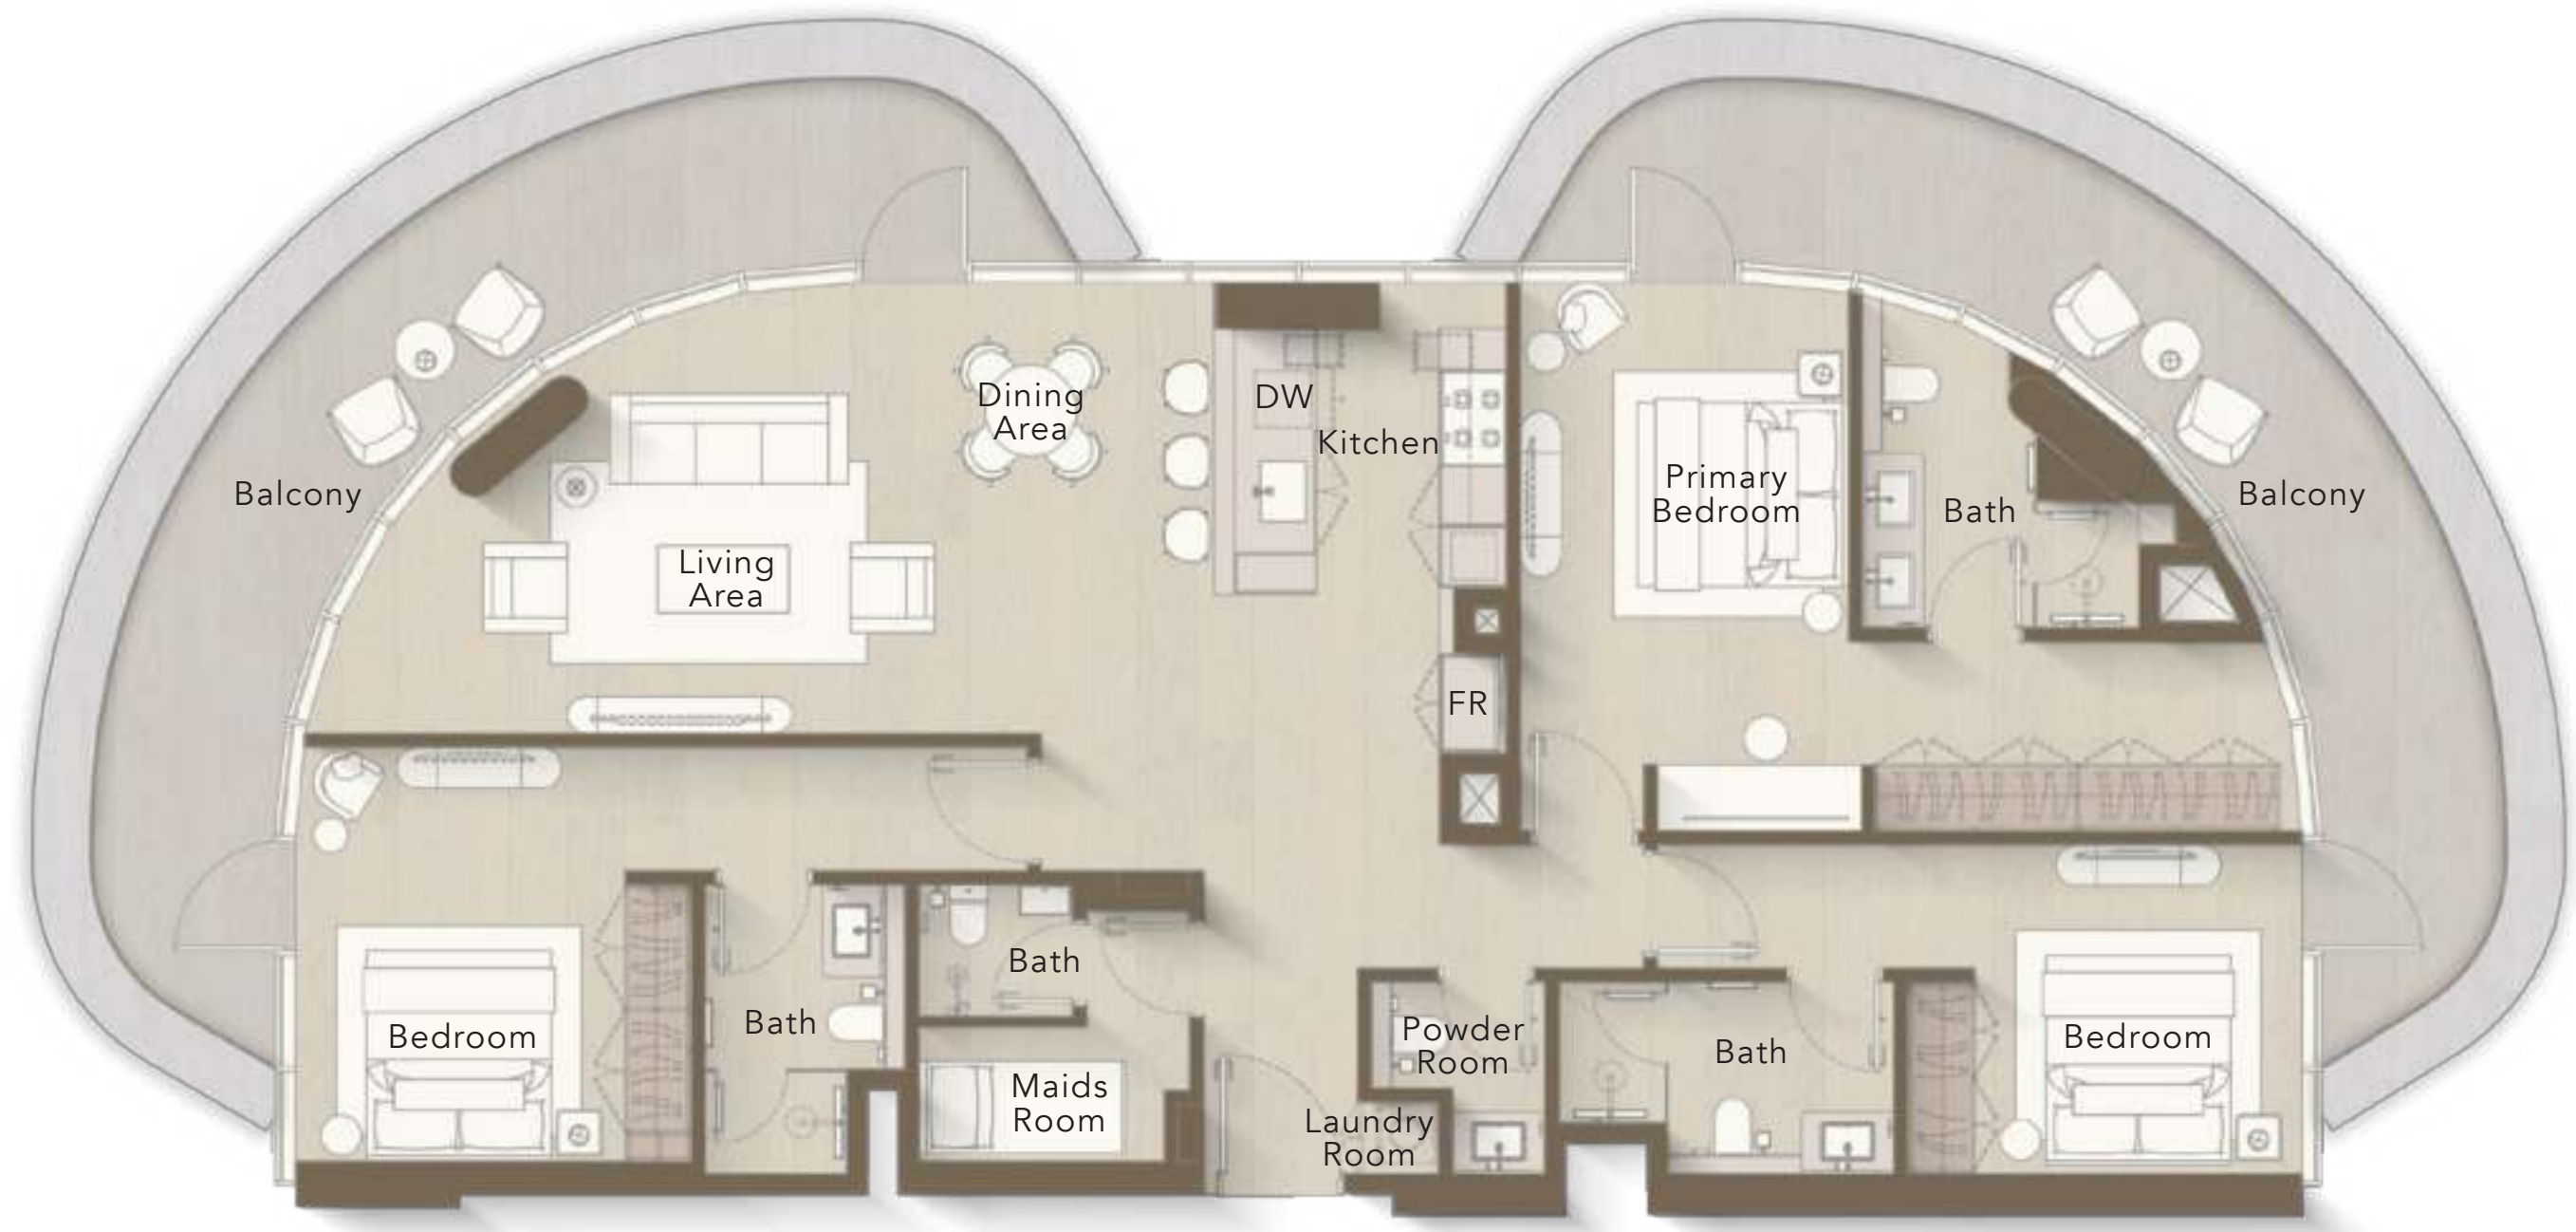 Balcony
Living
Area
Dining
Area
DW
Kitchen
FR
Primary
Bedroom
Bath
Balcony
Bedroom
Bath
Bath
Maids
Room
Laundry
Room
Powder
Room
Bath
Bedroom